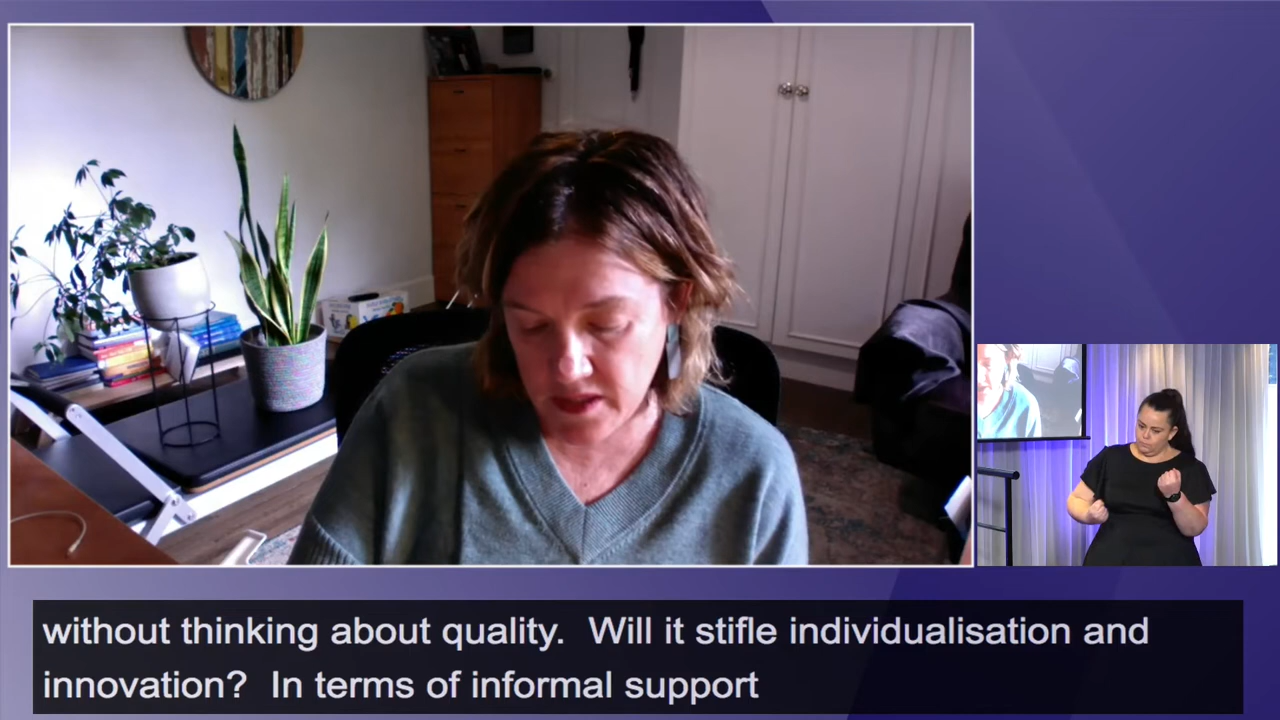 without thinking about quality.  Will it stifle individualisation and
innovation?  In terms of informal support